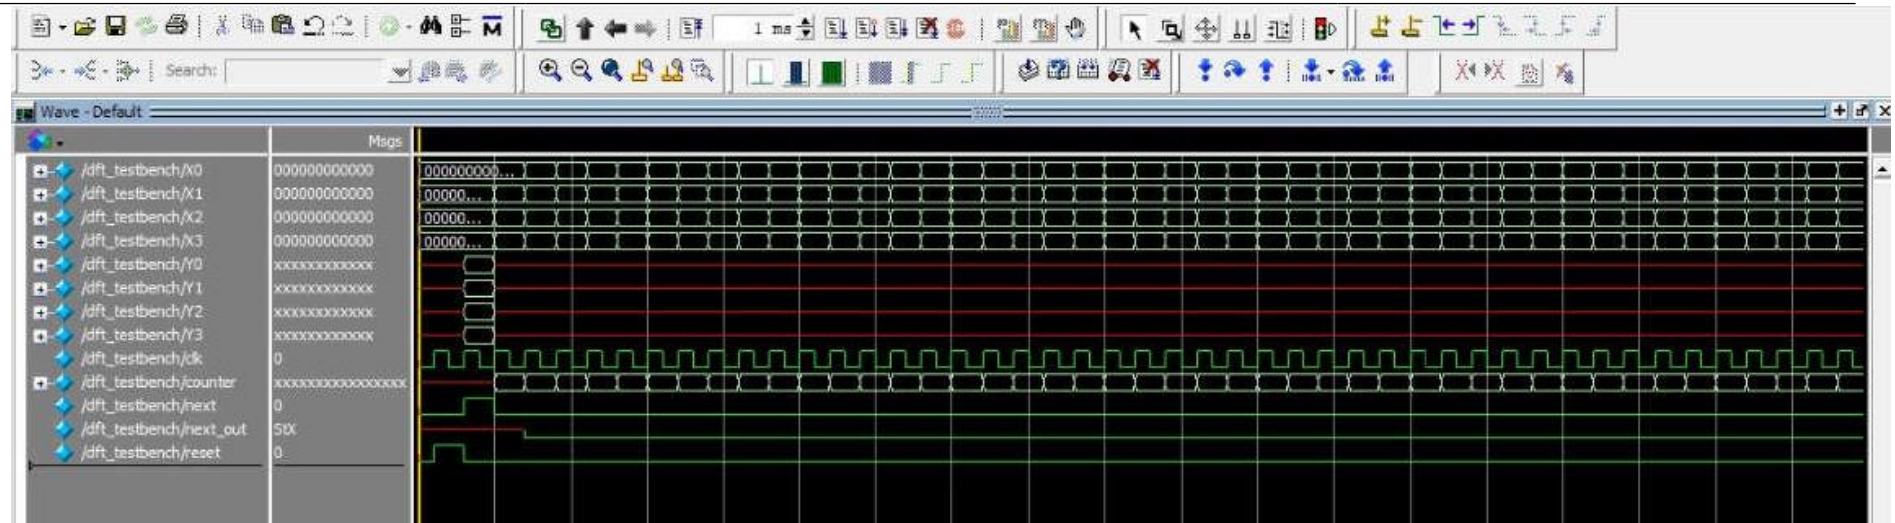 1 ms
Search:
Wave - Default
Msgs
/dft_testbench/X0 000000000000 000000000...
/dft_testbench/X1 000000000000 00000...
/dft_testbench/X2 000000000000 00000...
/dft_testbench/X3 000000000000 00000...
/dft_testbench/Y0 xxxxxxxxxxxx
/dft_testbench/Y1 xxxxxxxxxxxx
/dft_testbench/Y2 xxxxxxxxxxxx
/dft_testbench/Y3 xxxxxxxxxxxx
/dft_testbench/clk 0
/dft_testbench/counter xxxxxxxxxxxxxxxx
/dft_testbench/next 0
/dft_testbench/next_out StX
/dft_testbench/reset 0